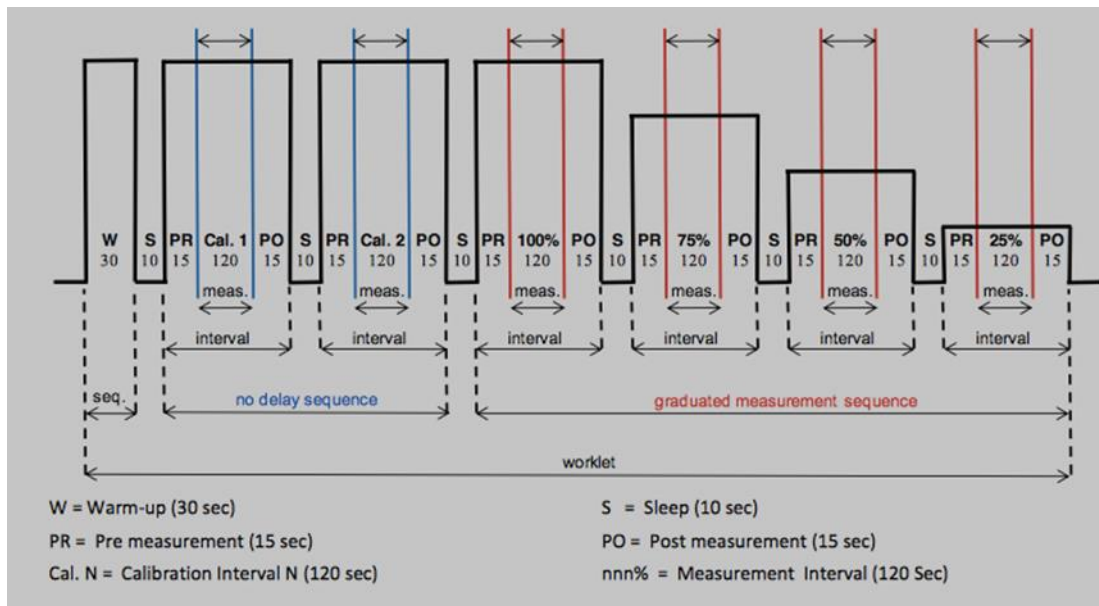 W S PR Cal. 1 PO S PR Cal. 2 PO S PR 100% PO S PR 75% PO S PR 50% PO S PR 25% PO
30 10 15 120 15 10 15 120 15 10 15 120 15 10 15 120 15 10 15 120 15 10 15 120 15
meas. meas. meas. meas. meas. meas.
interval interval interval interval interval interval
seq. no delay sequence graduated measurement sequence
worklet
W = Warm-up (30 sec) S = Sleep (10 sec)
PR = Pre measurement (15 sec) PO = Post measurement (15 sec)
Cal. N = Calibration Interval N (120 sec) nnn% = Measurement Interval (120 Sec)